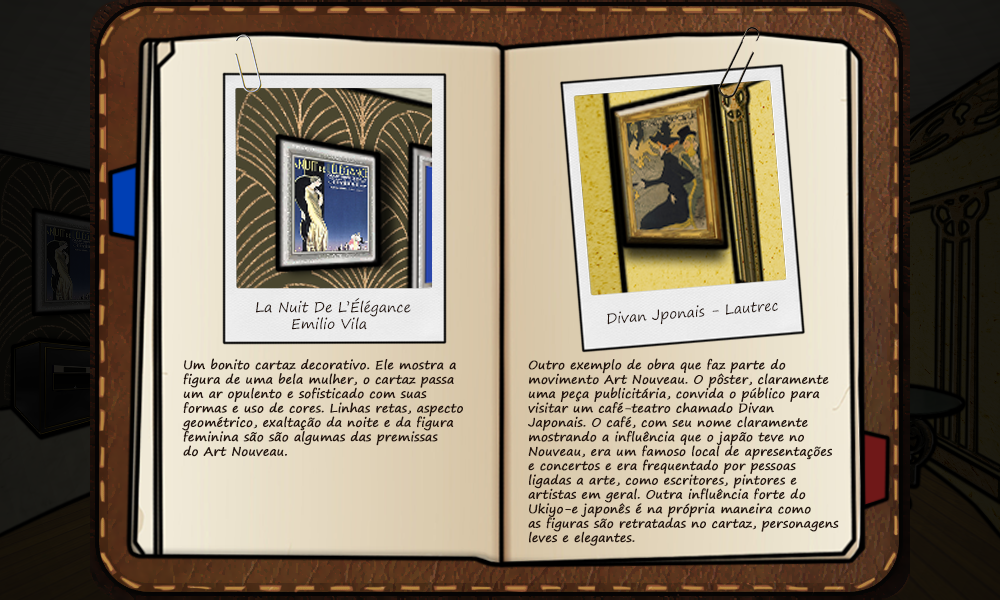 A NUIT DE L'ELEGANCE
La Nuit De L'Élégance
Emilio Vila
Um bonito cartaz decorativo. Ele mostra a
figura de uma bela mulher, o cartaz passa
um ar opulento e sofisticado com suas
formas e uso de cores. Linhas retas, aspecto
geométrico, exaltação da noite e da figura
feminina são são algumas das premissas
do Art Nouveau.
Divan Jponais - Lautrec
Outro exemplo de obra que faz parte do
movimento Art Nouveau. O pôster, claramente
uma peça publicitária, convida o público para
visitar um café-teatro chamado Divan
Japonais. O café, com seu nome claramente
mostrando a influência que o japão teve no
Nouveau, era um famoso local de apresentações
e concertos e era frequentado por pessoas
ligadas a arte, como escritores, pintores e
artistas em geral. Outra influência forte do
Ukiyo-e japonês é na própria maneira como
as figuras são retratadas no cartaz, personagens
leves e elegantes.